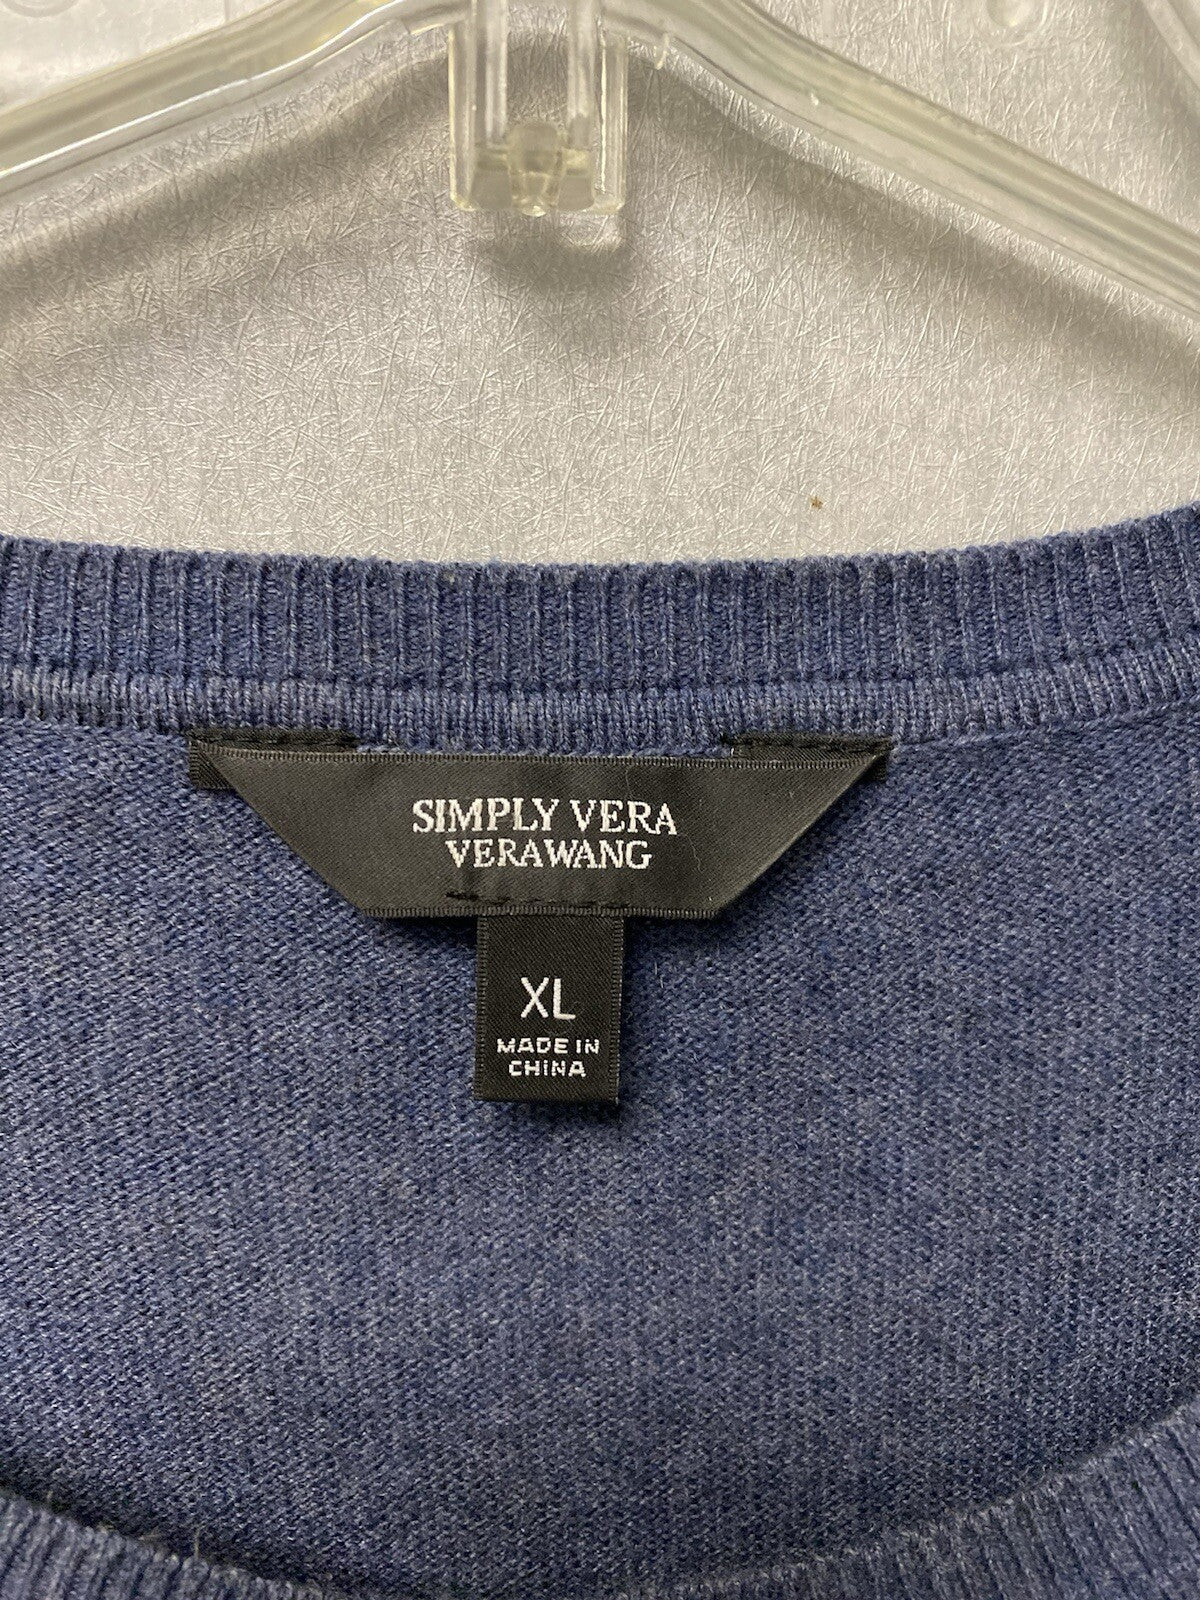 SIMPLY VERA
VERAWANG
XL
MADE IN
CHINA